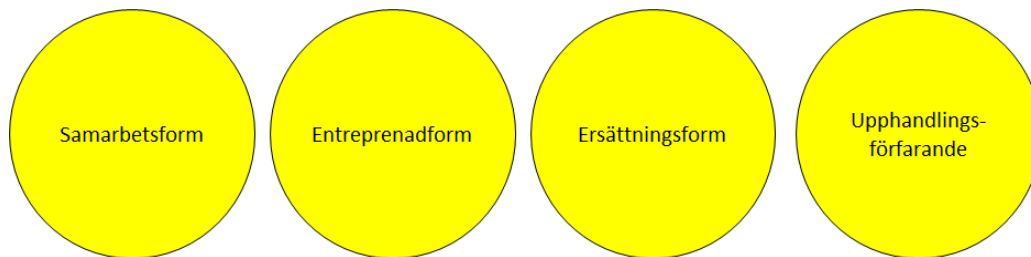 Samarbetsform
Entreprenadform
Ersättningsform
Upphandlings-
förfarande